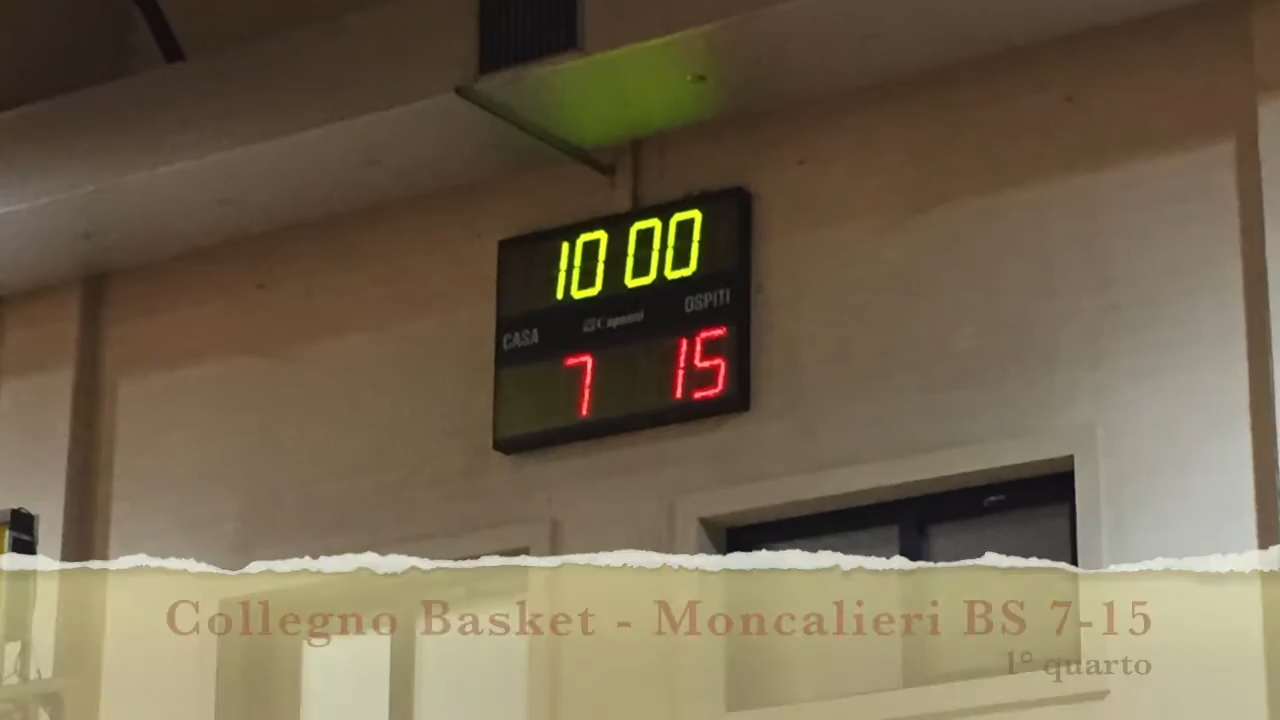 10 00
OSPITI
CASA
7 15
Collegno Basket - Moncalieri BS 7-15
1° quarto